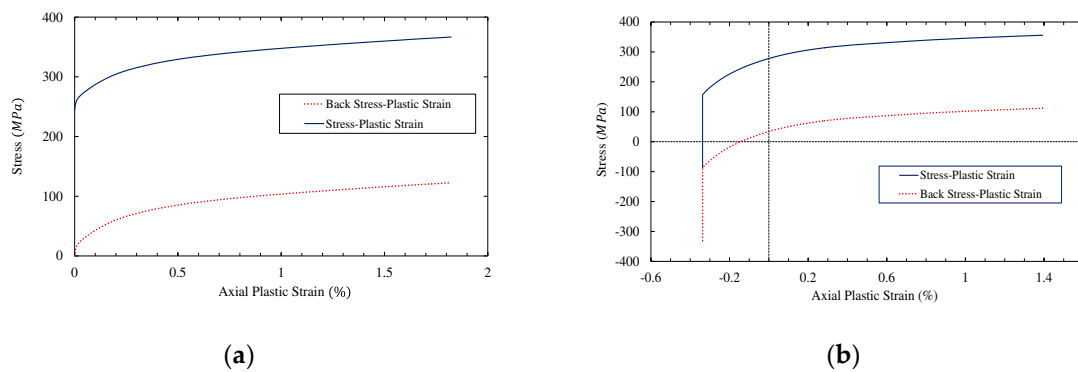 400
300
200
100
0
Stress (MPa)
Back Stress-Plastic Strain
Stress-Plastic Strain
0 0.5 1 1.5 2
Axial Plastic Strain (%)
(a)
400
300
200
100
0
-100
-200
-300
-400
Stress (MPa)
Stress-Plastic Strain
Back Stress-Plastic Strain
-0.6 -0.2 0.2 0.6 1 1.4
Axial Plastic Strain (%)
(b)